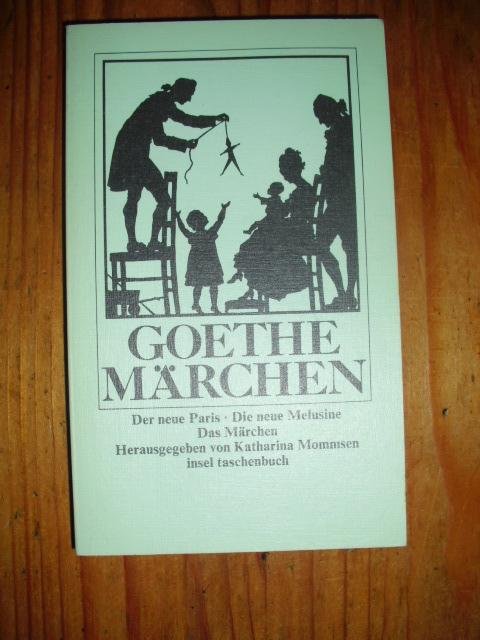 GOETHE
MÄRCHEN
Der neue Paris · Die neue Melusine
Das Märchen
Herausgegeben von Katharina Mommsen
insel taschenbuch